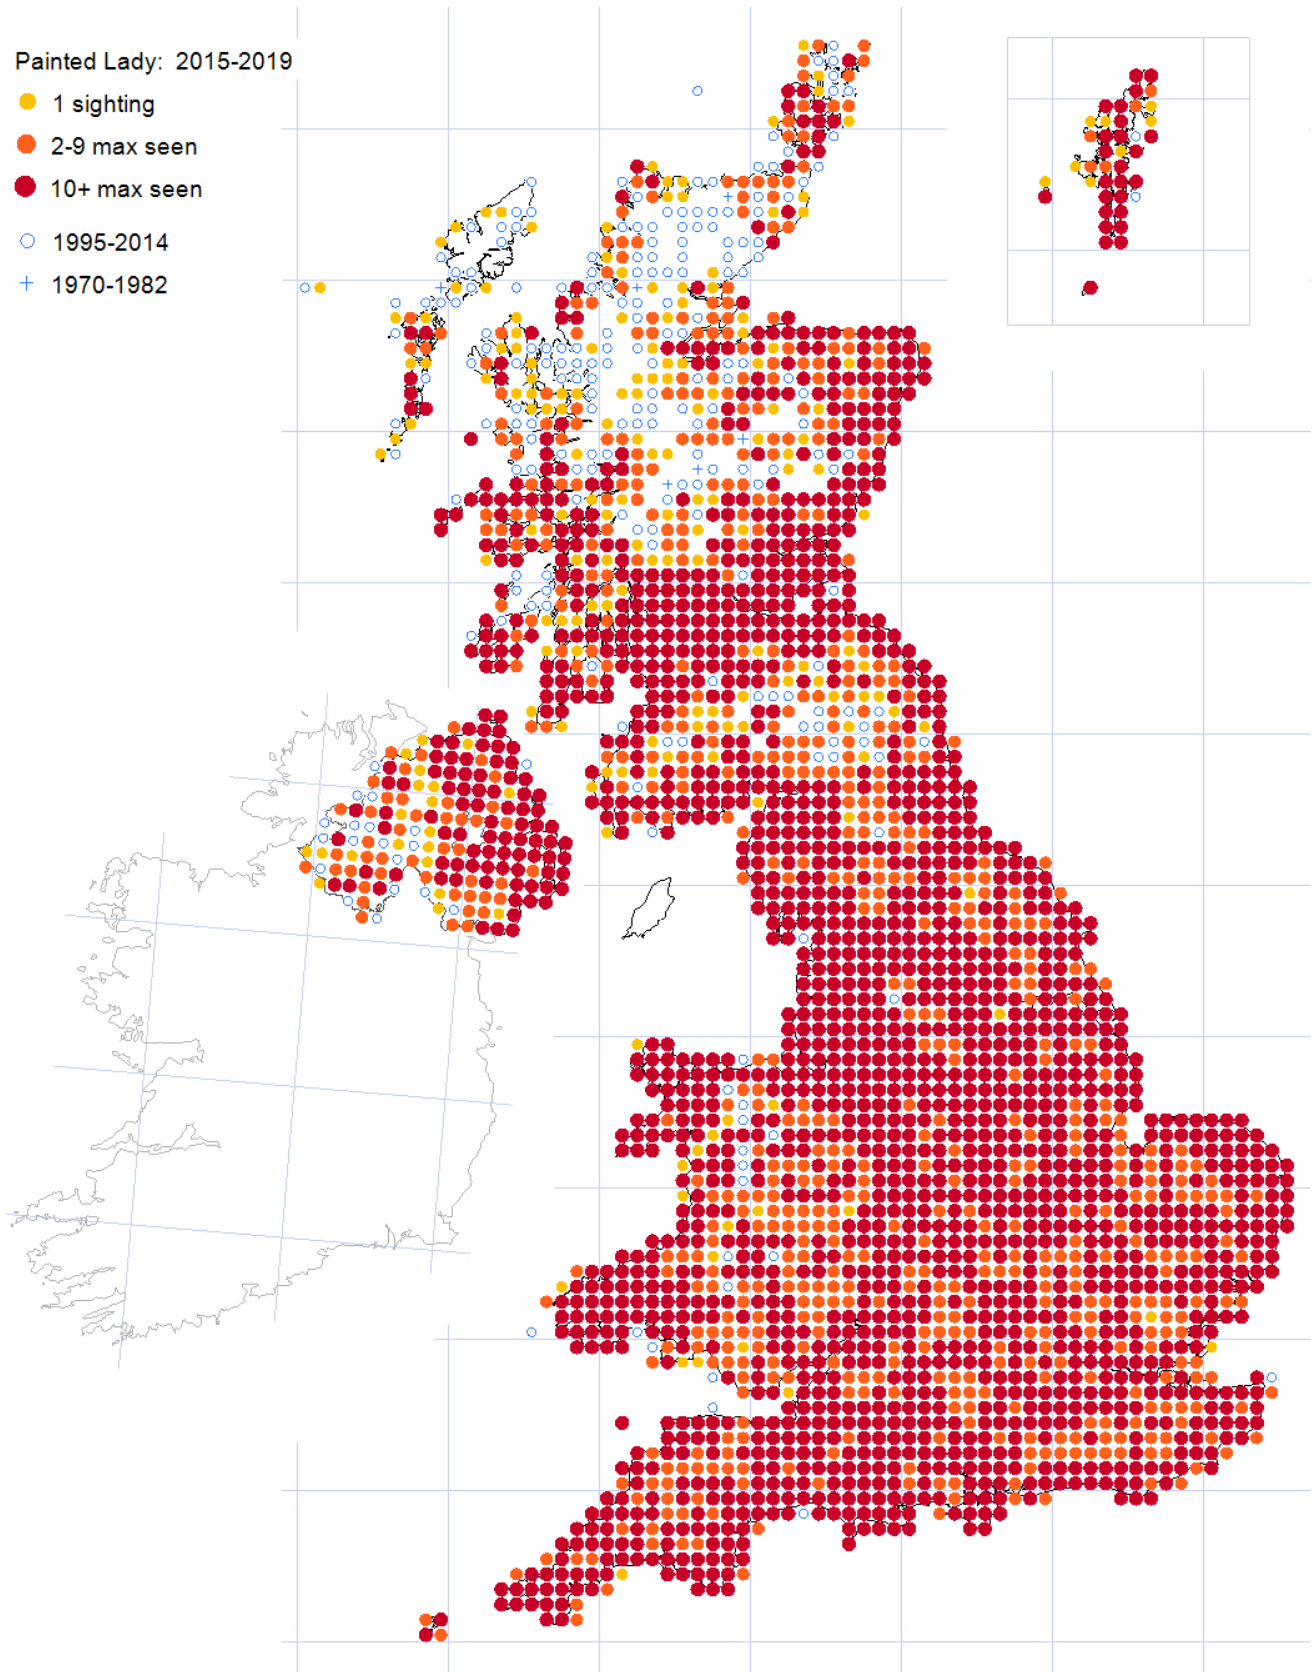 Painted Lady: 2015-2019
1 sighting
2-9 max seen
10+ max seen
1995-2014
1970-1982